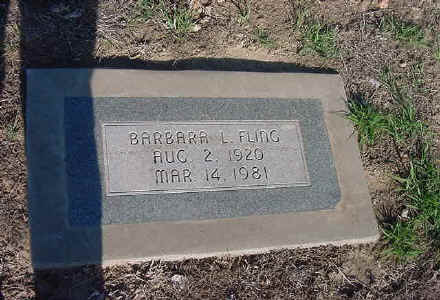 BARBARA L. FLING
AUG 2, 1920
MAR 14, 1981